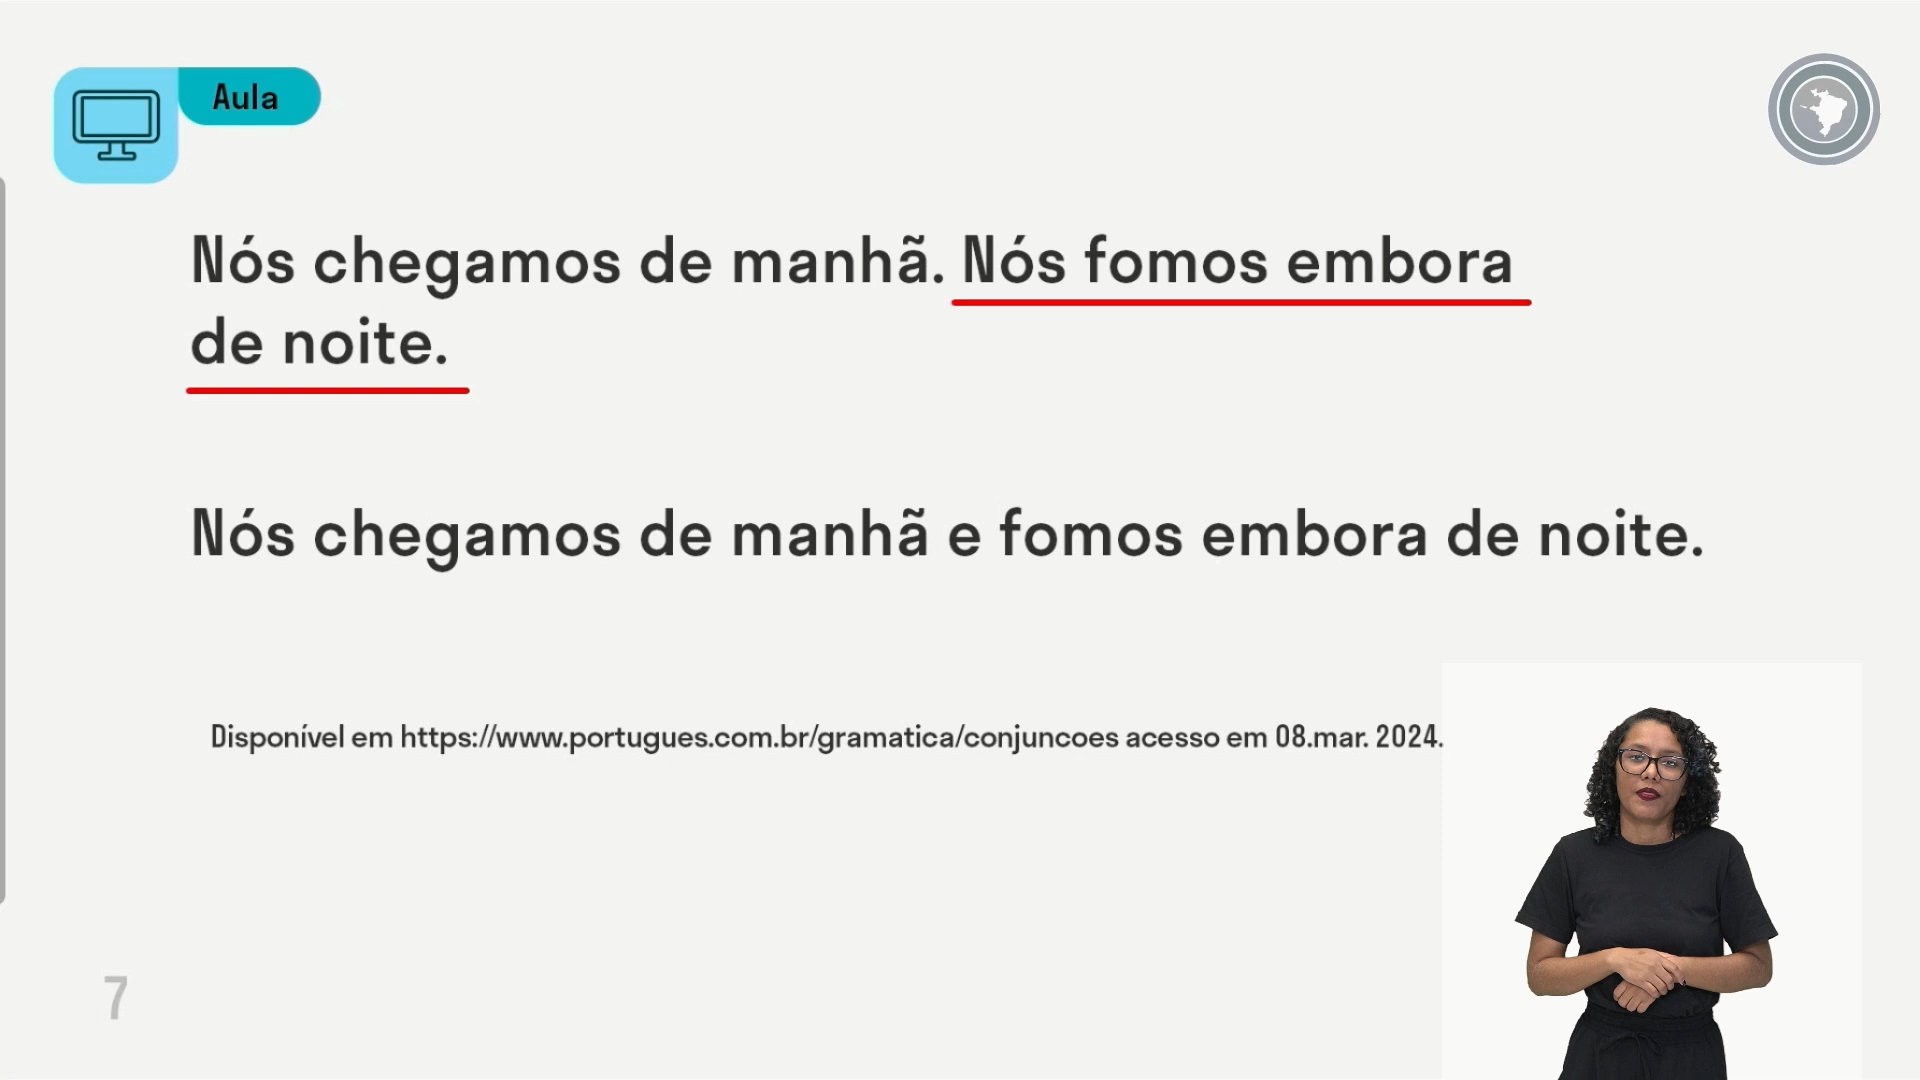 Aula
Nós chegamos de manhã. Nós fomos embora
de noite.
Nós chegamos de manhã e fomos embora de noite.
Disponível em https://www.portugues.com.br/gramatica/conjuncoes acesso em 08.mar. 2024.
7